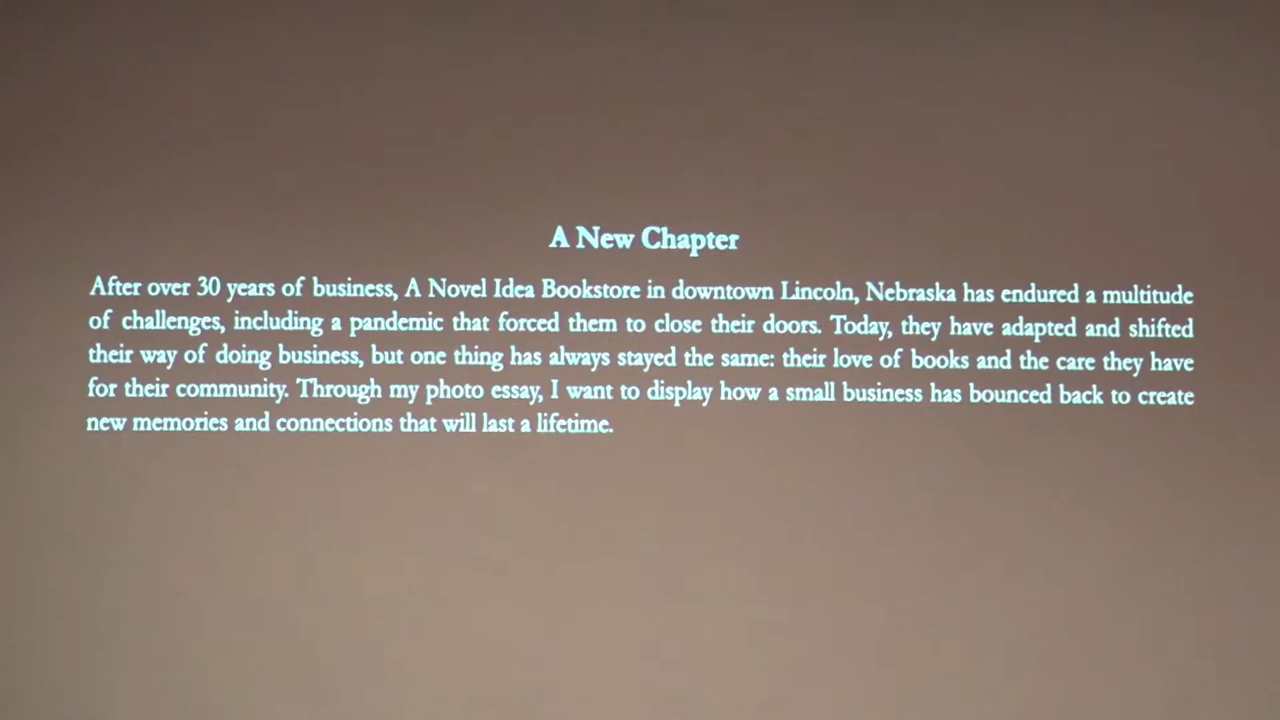 A New Chapter
After over 30 years of business, A Novel Idea Bookstore in downtown Lincoln, Nebraska has endured a multitude
of challenges, including a pandemic that forced them to close their doors. Today, they have adapted and shifted
their way of doing business, but one thing has always stayed the same: their love of books and the care they have
for their community. Through my photo essay, I want to display how a small business has bounced back to create
new memories and connections that will last a lifetime.